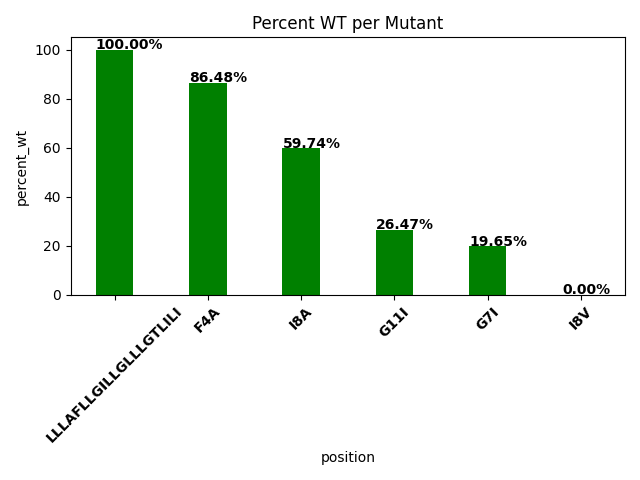 Percent WT per Mutant
percent_wt
100
80
60
40
20
0
100.00%
86.48%
59.74%
26.47%
19.65%
0.00%
LLLAFLLGILLGLLLGTLILI
F4A
I8A
G11I
G7I
I8V
position